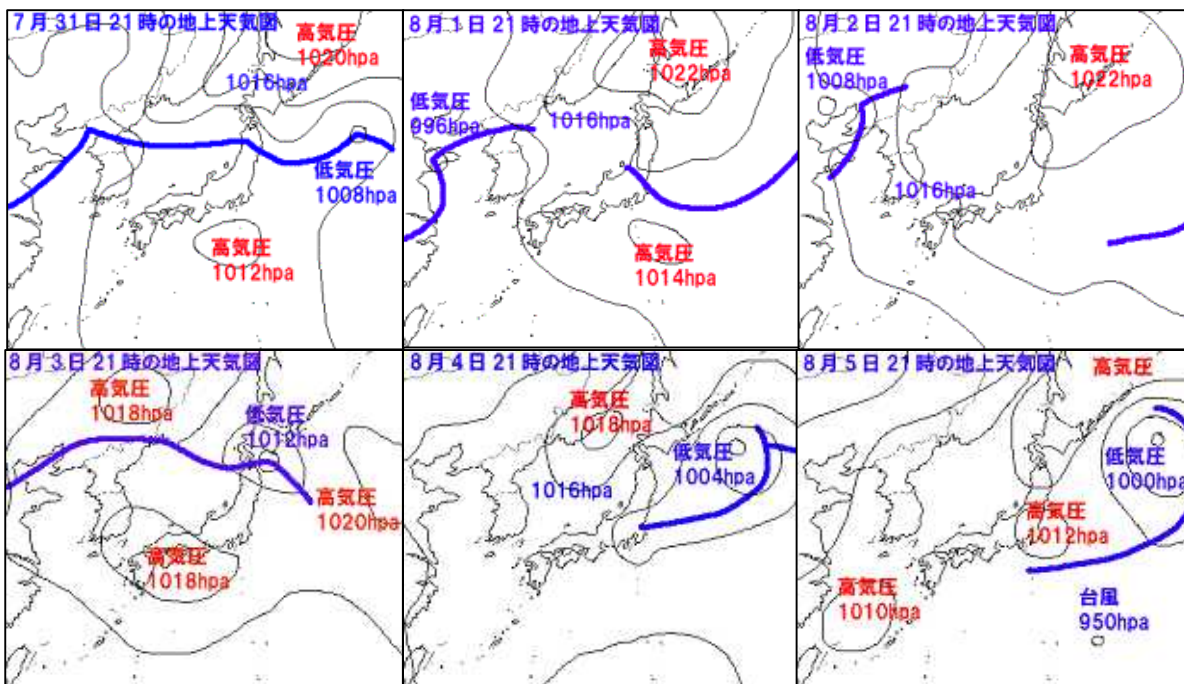 7月31日21時の地上天気図
高気圧
1020hpa
1016hpa
低気圧
1008hpa
高気圧
1012hpa
8月1日21時の地上天気図
高気圧
1022hpa
低気圧
996hpa
1016hpa
高気圧
1014hpa
8月2日21時の地上天気図
低気圧
1008hpa
高気圧
1022hpa
1016hpa
8月3日21時の地上天気図
高気圧
1018hpa
低気圧
1012hpa
高気圧
1020hpa
高気圧
1018hpa
8月4日21時の地上天気図
高気圧
1018hpa
低気圧
1004hpa
1016hpa
8月5日21時の地上天気図
高気圧
低気圧
1000hpa
高気圧
1012hpa
高気圧
1010hpa
台風
950hpa